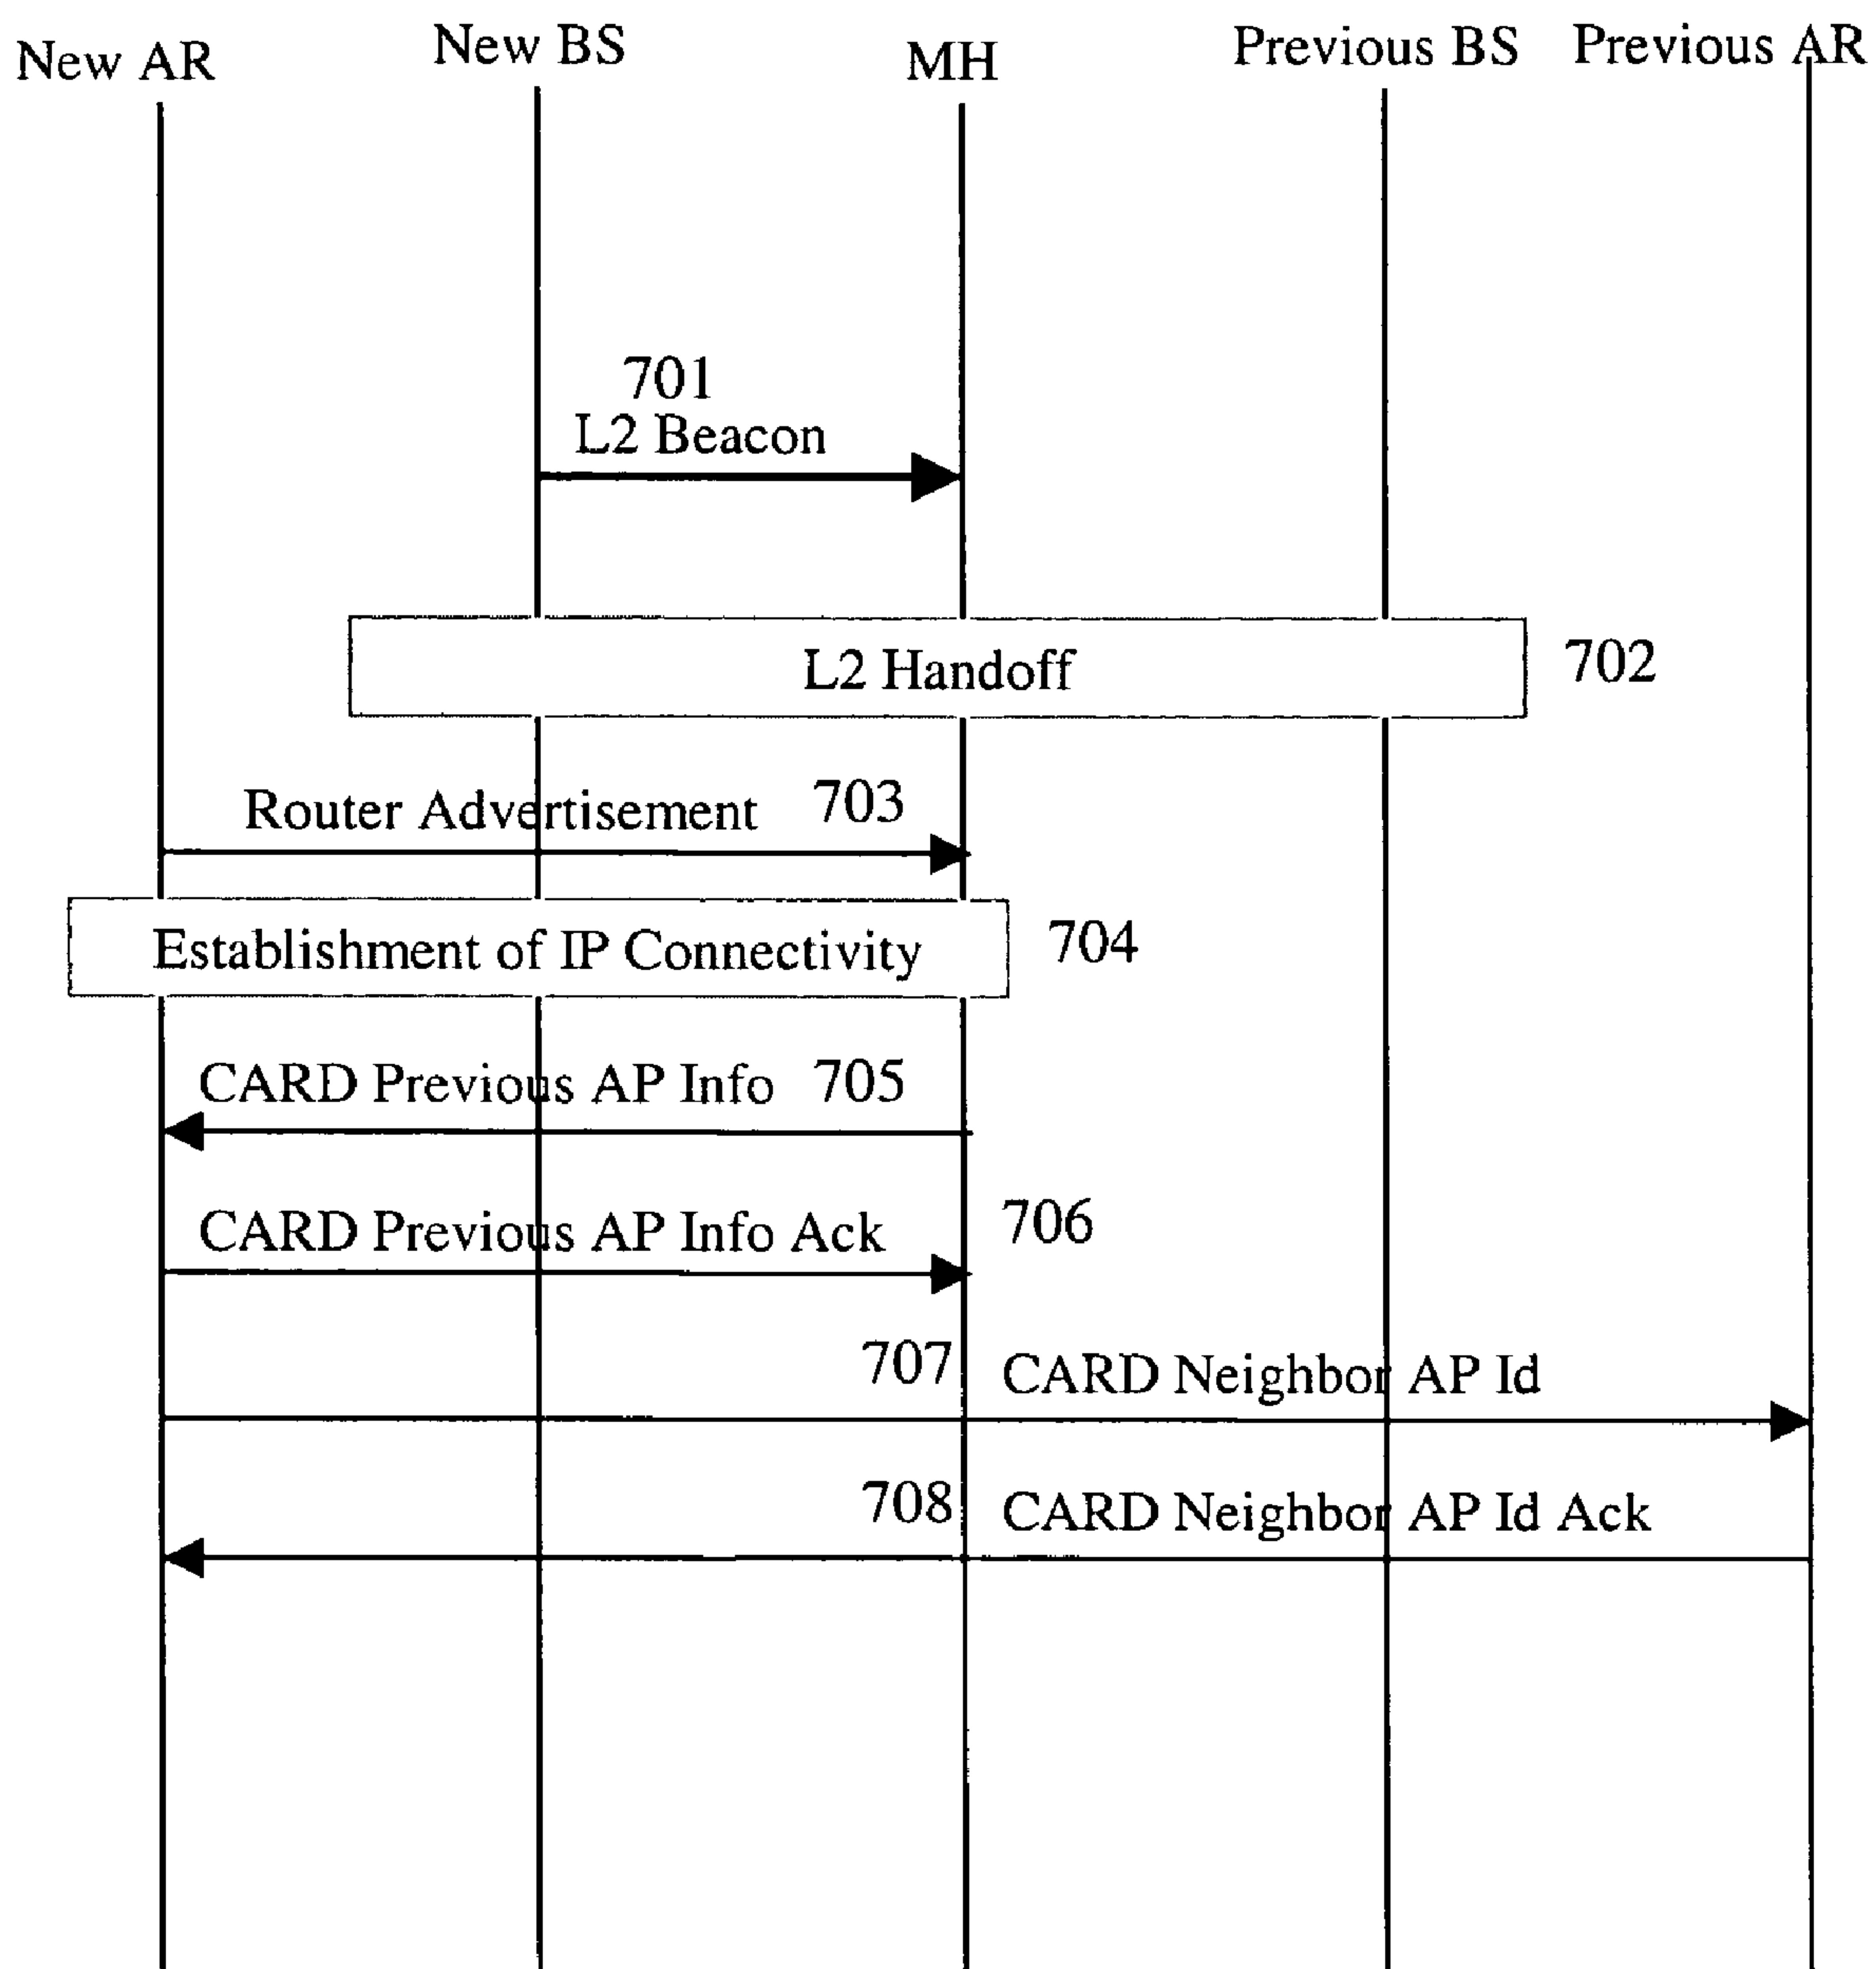 New AR New BS MH Previous BS Previous AR
701
L2 Beacon
L2 Handoff 702
Router Advertisement 703
Establishment of IP Connectivity 704
CARD Previous AP Info 705
CARD Previous AP Info Ack 706
707 CARD Neighbor AP Id
708 CARD Neighbor AP Id Ack